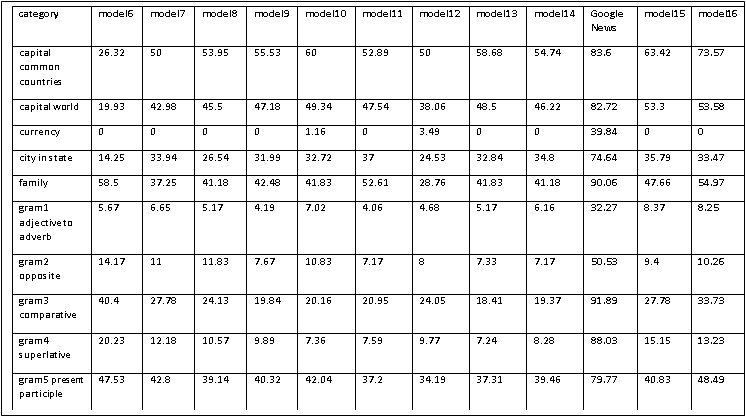 category model6 model7 model8 model9 model10 model11 model12 model13 model14 Google News model15 model16
capital common countries 26.32 50 53.95 55.53 60 52.89 50 58.68 54.74 83.6 63.42 73.57
capital world 19.93 42.98 45.5 47.18 49.34 47.54 38.06 48.5 46.22 82.72 53.3 53.58
currency 0 0 0 0 1.16 0 3.49 0 0 39.84 0 0
city in state 14.25 33.94 26.54 31.99 32.72 37 24.53 32.84 34.8 74.64 35.79 33.47
family 58.5 37.25 41.18 42.48 41.83 52.61 28.76 41.83 41.18 90.06 47.66 54.97
gram1 adjective to adverb 5.67 6.65 5.17 4.19 7.02 4.06 4.68 5.17 6.16 32.27 8.37 8.25
gram2 opposite 14.17 11 11.83 7.67 10.83 7.17 8 7.33 7.17 50.53 9.4 10.26
gram3 comparative 40.4 27.78 24.13 19.84 20.16 20.95 24.05 18.41 19.37 91.89 27.78 33.73
gram4 superlative 20.23 12.18 10.57 9.89 7.36 7.59 9.77 7.24 8.28 88.03 15.15 13.23
gram5 present participle 47.53 42.8 39.14 40.32 42.04 37.2 34.19 37.31 39.46 79.77 40.83 48.49